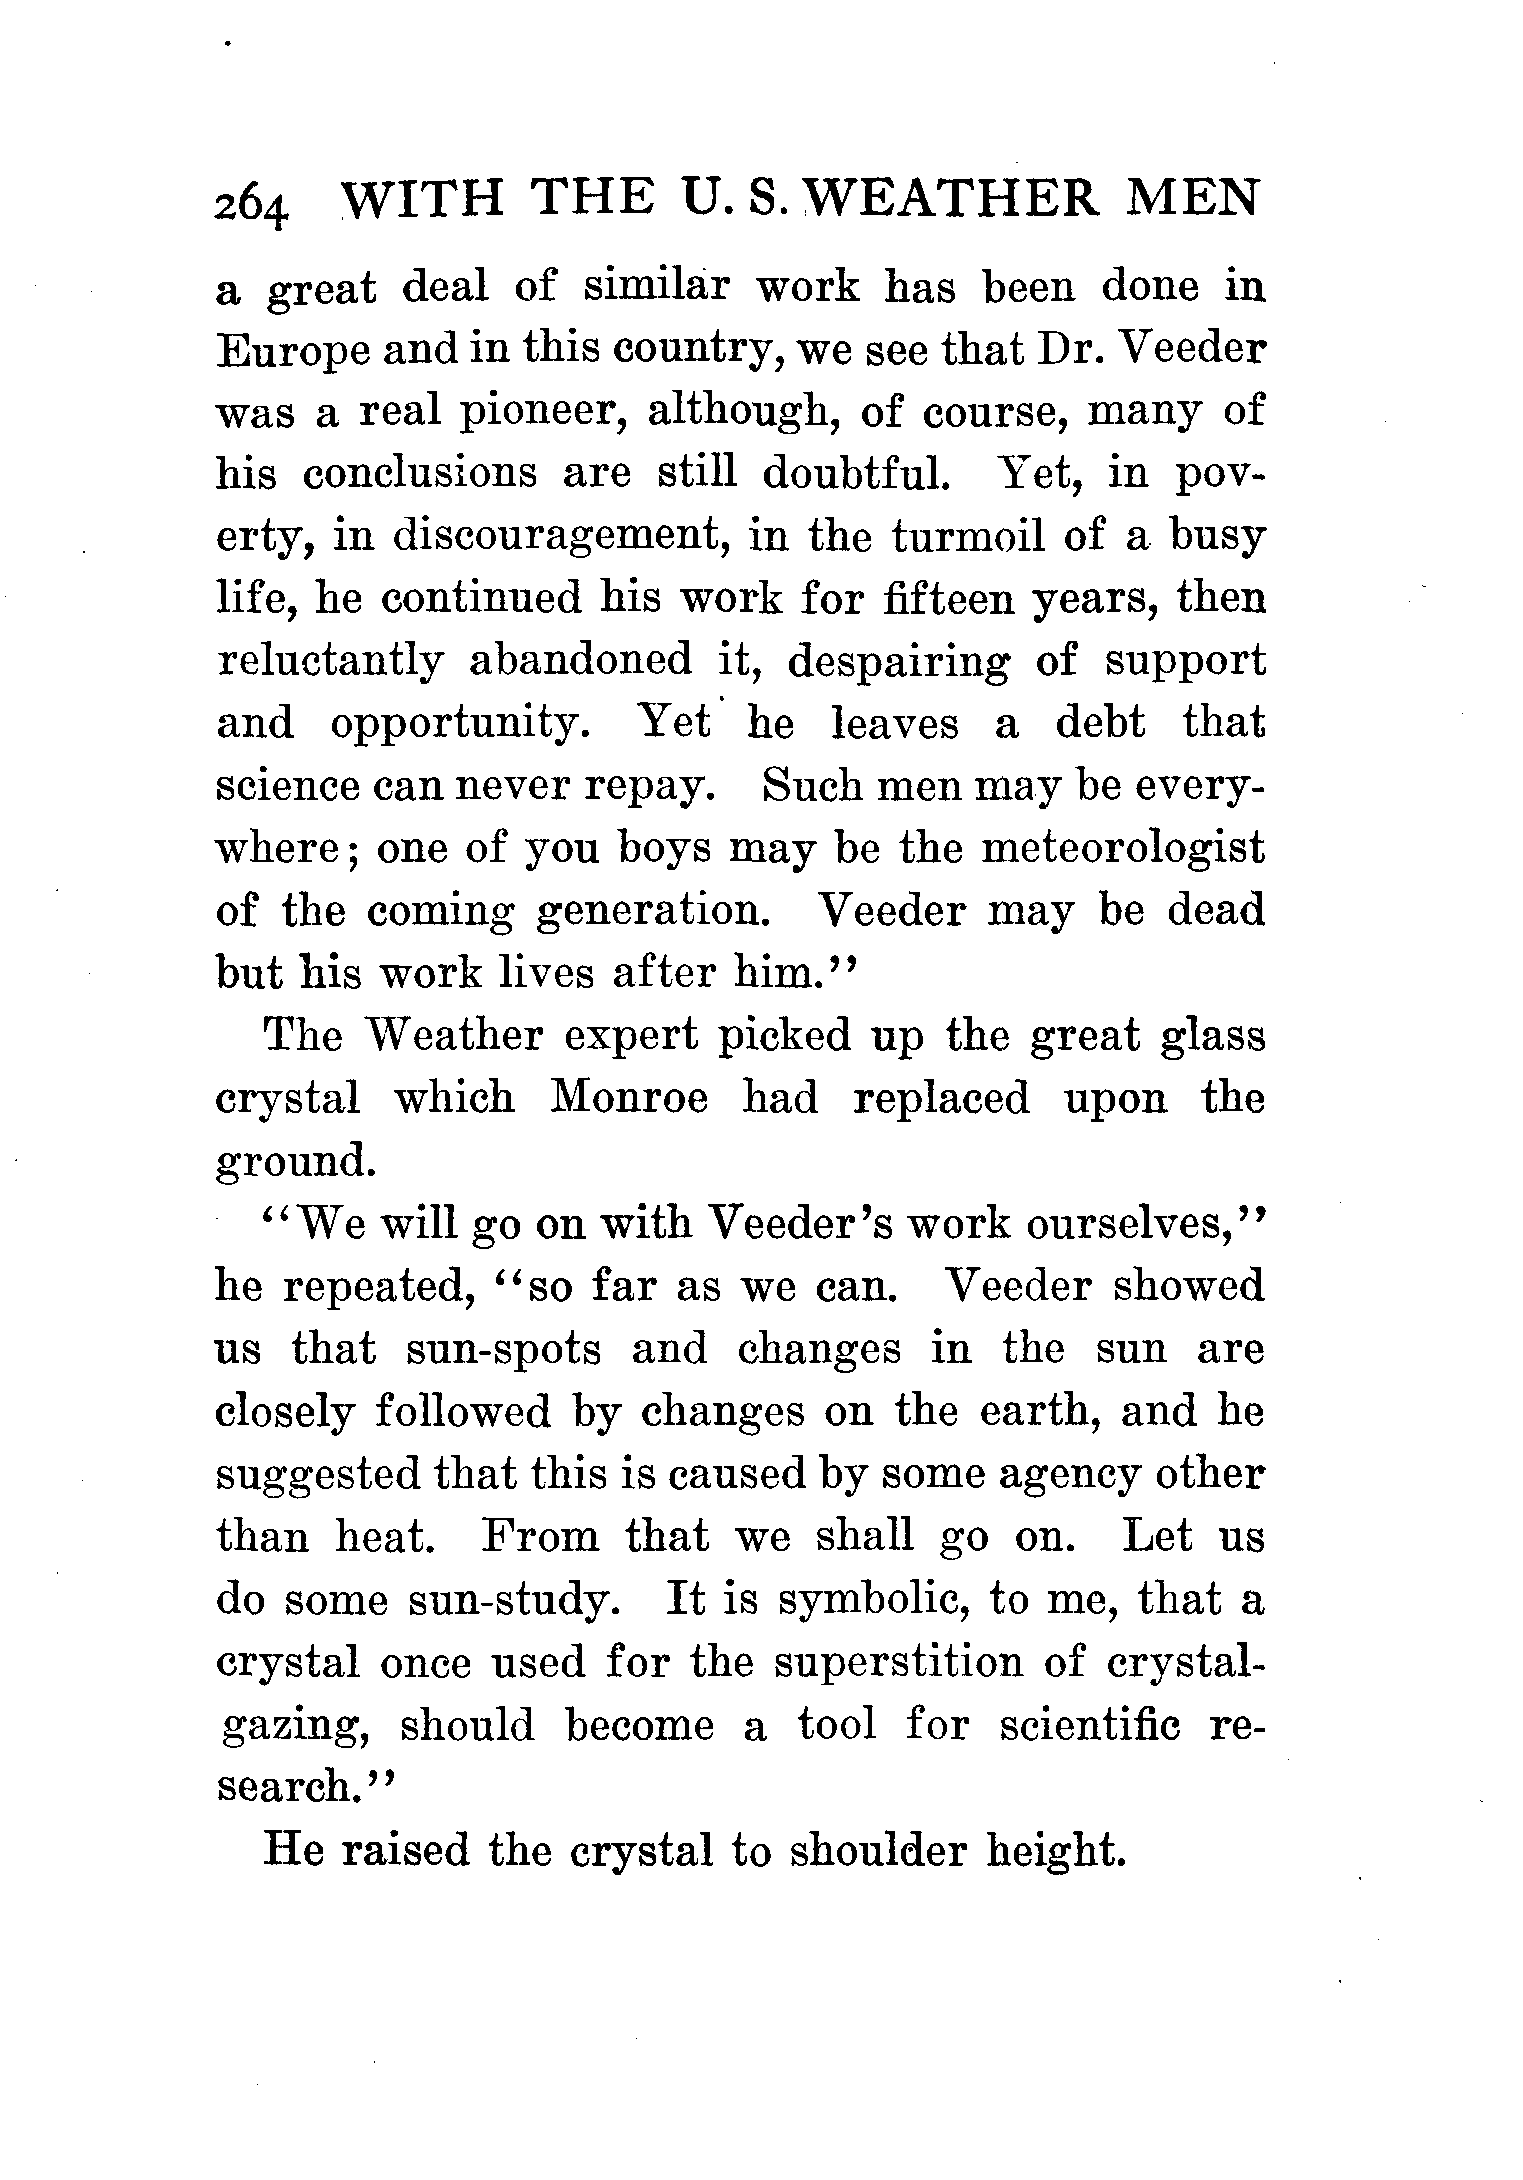 264 WITH THE U. S. WEATHER MEN
a great deal of similar work has been done in
Europe and in this country, we see that Dr. Veeder
was a real pioneer, although, of course, many of
his conclusions are still doubtful. Yet, in pov-
erty, in discouragement, in the turmoil of a busy
life, he continued his work for fifteen years, then
reluctantly abandoned it, despairing of support
and opportunity. Yet he leaves a debt that
science can never repay. Such men may be every-
where; one of you boys may be the meteorologist
of the coming generation. Veeder may be dead
but his work lives after him.''
The Weather expert picked up the great glass
crystal which Monroe had replaced upon the
ground.
‘‘We will go on with Veeder's work ourselves,''
he repeated, ‘‘so far as we can. Veeder showed
us that sun-spots and changes in the sun are
closely followed by changes on the earth, and he
suggested that this is caused by some agency other
than heat. From that we shall go on. Let us
do some sun-study. It is symbolic, to me, that a
crystal once used for the superstition of crystal-
gazing, should become a tool for scientific re-
search.''
He raised the crystal to shoulder height.